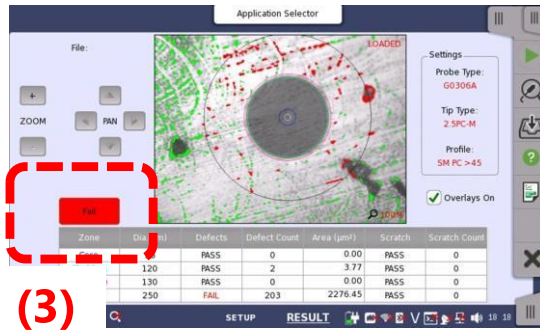 Application Selector
File:
LOADED
Settings
Probe Type:
G0306A
Tip Type:
2.5PC-M
Profile:
SM PC >45
+
ZOOM
PAN
-
100%
Overlays On
Fail
Zone Defects Defect Count Area (µm²) Scratch Scratch Count
PASS 0 0.00 PASS 0
120 PASS 2 3.77 PASS 0
130 PASS 0 0.00 PASS 0
250 FAIL 203 2276.45 PASS 0
(3)
SETUP RESULT V 18 18